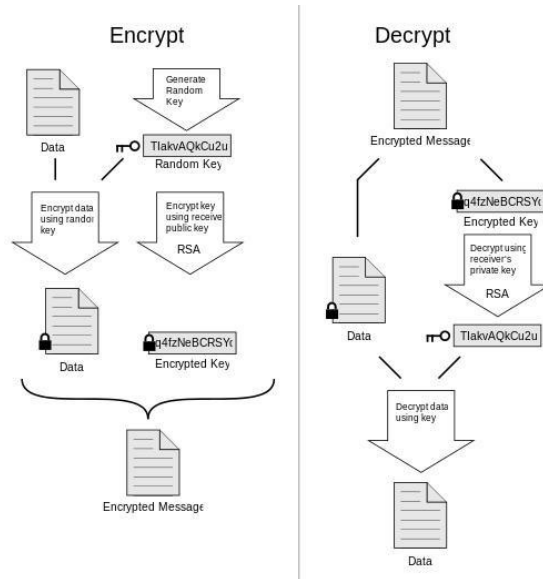 Encrypt
Generate
Random
Key
Data
TlakvAQkCu2u
Random Key
Encrypt data
using random
key
Encrypt key
using receiver
public key
RSA
Data
q4fzNeBCRSYc
Encrypted Key
Encrypted Message
Decrypt
Encrypted Message
q4fzNeBCRSYc
Encrypted Key
Decrypt using
receiver's
private key
RSA
Data
TlakvAQkCu2u
Decrypt data
using key
Data